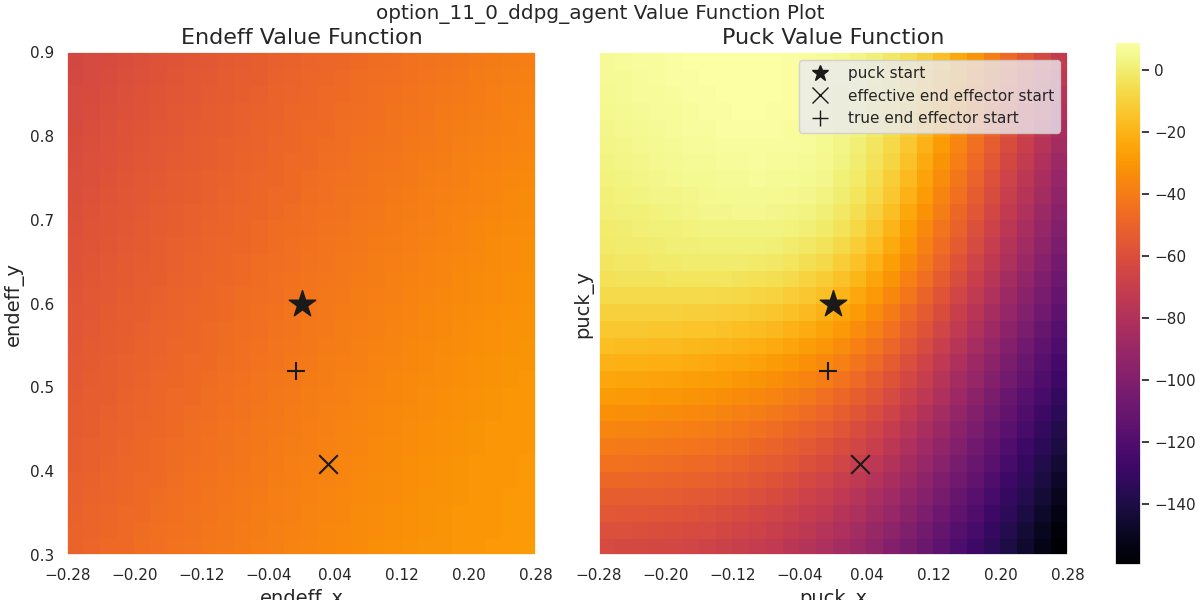 option_11_0_ddpg_agent Value Function Plot
Endeff Value Function
Puck Value Function
puck start
effective end effector start
true end effector start
0.9
0.8
0.7
0.6
0.5
0.4
0.3
endeff_y
puck_y
−0.28 −0.20 −0.12 −0.04 0.04 0.12 0.20 0.28
−0.28 −0.20 −0.12 −0.04 0.04 0.12 0.20 0.28
endeff_x
puck_x
0
−20
−40
−60
−80
−100
−120
−140